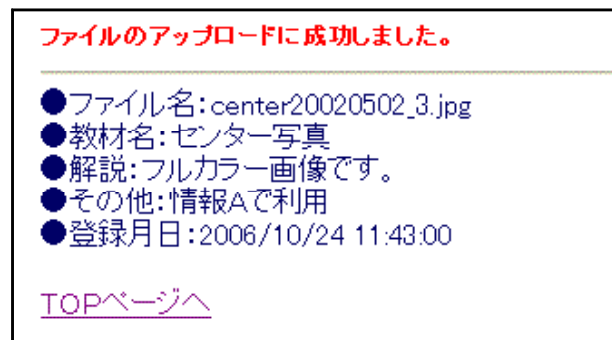 ファイルのアップロードに成功しました。
●ファイル名:center20020502_3.jpg
●教材名:センター写真
●解説:フルカラー画像です。
●その他:情報Aで利用
●登録月日:2006/10/24 11:43:00
TOPページへ